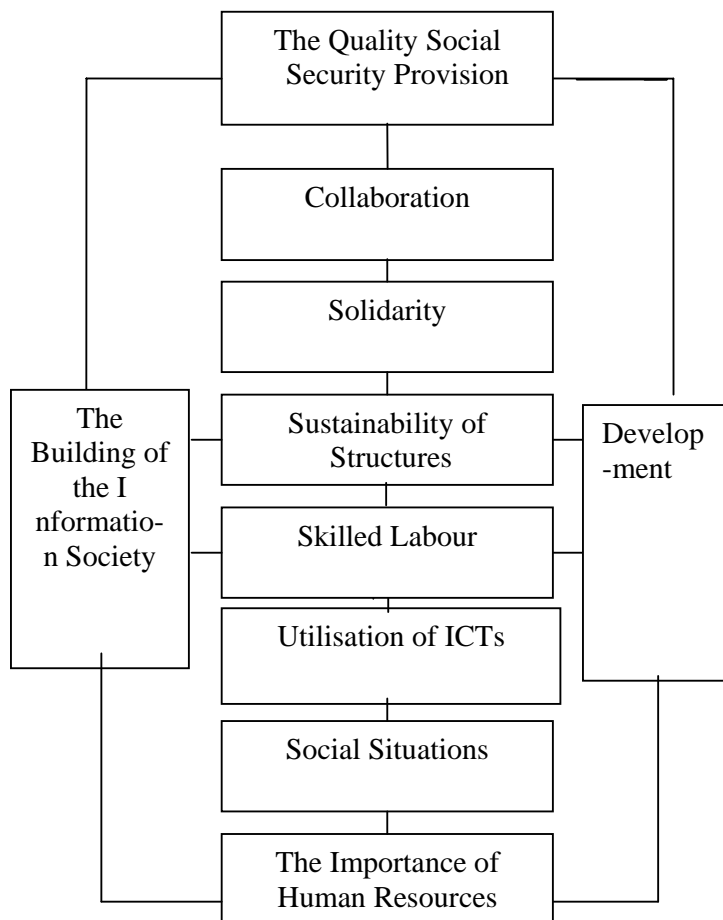 The Quality Social
Security Provision
Collaboration
Solidarity
The
Building of
the I
nformatio-
n Society
Sustainability of
Structures
Develop
-ment
Skilled Labour
Utilisation of ICTs
Social Situations
The Importance of
Human Resources